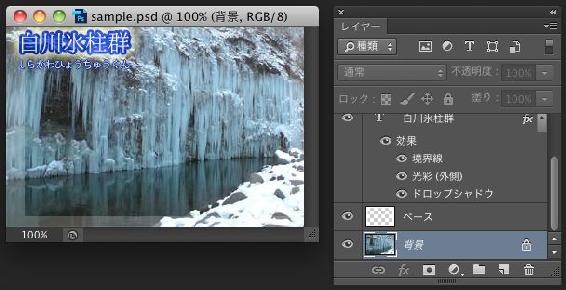 sample.psd @ 100% (背景, RGB/8)
白川氷柱群
しらかわひょうちゅうぐん
100%
レイヤー
種類
通常
不透明度: 100%
ロック:
塗り: 100%
T 白川氷柱群 fx
効果
境界線
光彩 (外側)
ドロップシャドウ
ベース
背景
fx